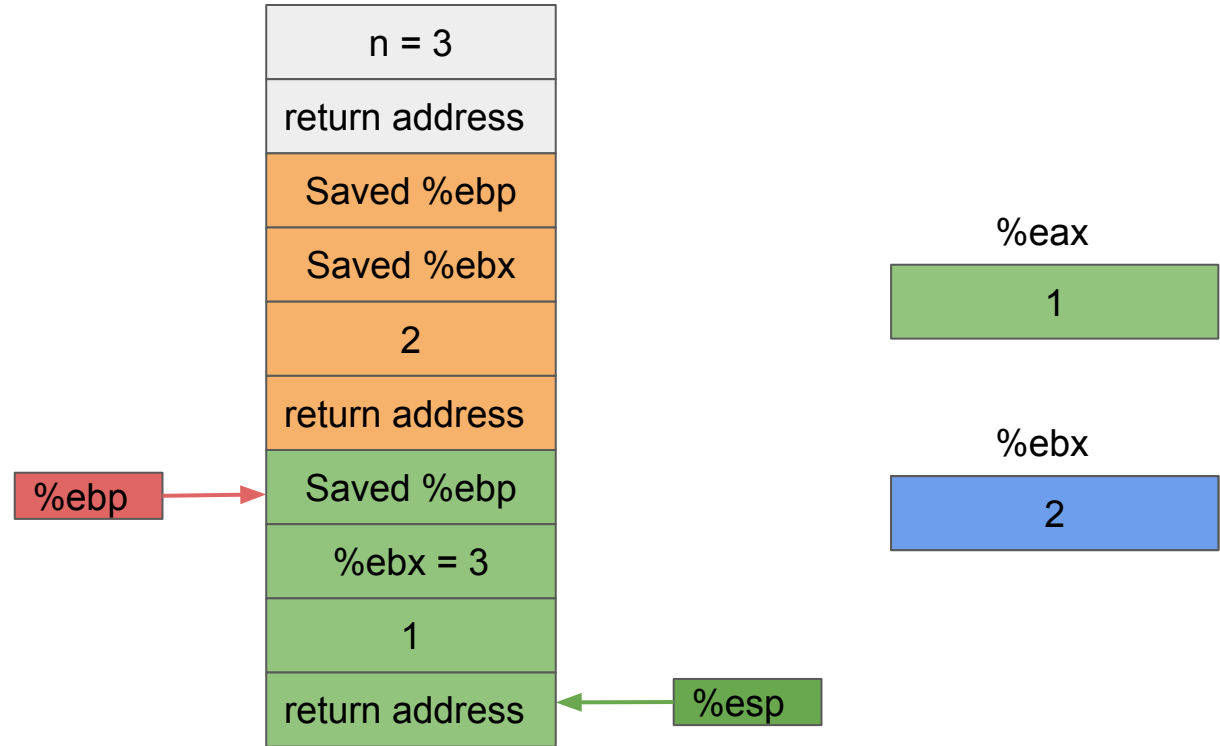 n = 3
return address
Saved %ebp
Saved %ebx
2
return address
%ebp
Saved %ebp
%ebx = 3
1
return address
%esp
%eax
1
%ebx
2